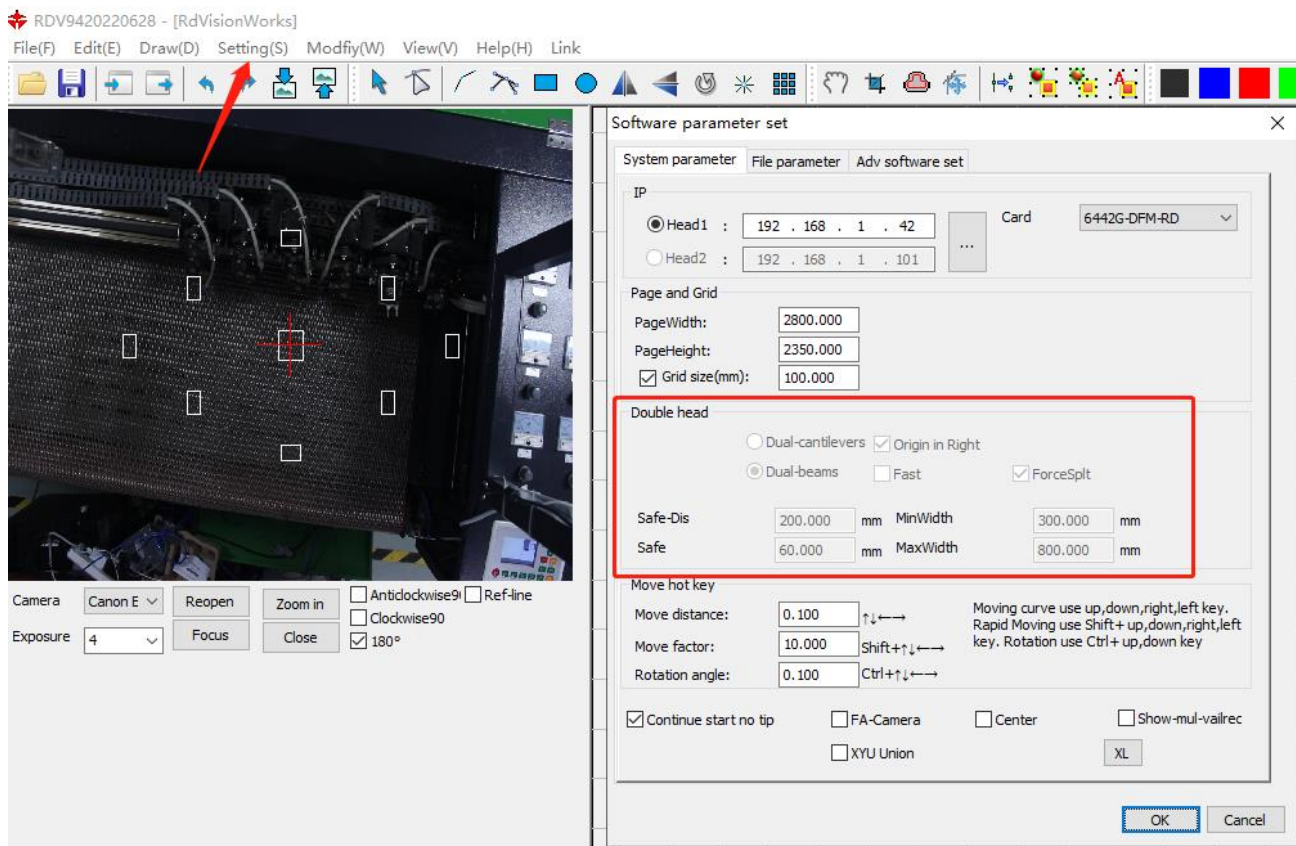 RDV9420220628 - [RdVisionWorks]
File(F) Edit(E) Draw(D) Setting(S) Modfiy(W) View(V) Help(H) Link
Software parameter set
System parameter File parameter Adv software set
IP
Head1 : 192 . 168 . 1 . 42 ... Card 6442G-DFM-RD
Head2 : 192 . 168 . 1 . 101
Page and Grid
PageWidth: 2800.000
PageHeight: 2350.000
Grid size(mm): 100.000
Double head
Dual-cantilevers Origin in Right
Dual-beams Fast ForceSplt
Safe-Dis 200.000 mm MinWidth 300.000 mm
Safe 60.000 mm MaxWidth 800.000 mm
Move hot key
Move distance: 0.100 ↑↓←→
Move factor: 10.000 Shift+↑↓←→
Rotation angle: 0.100 Ctrl+↑↓←→
Moving curve use up,down,right,left key.
Rapid Moving use Shift+ up,down,right,left
key. Rotation use Ctrl+ up,down key
Continue start no tip FA-Camera Center Show-mul-vailrec
XYU Union XL
OK Cancel
Camera Canon E Reopen Zoom in Anticlockwise9 Ref-line
Clockwise90
Exposure 4 Focus Close 180°